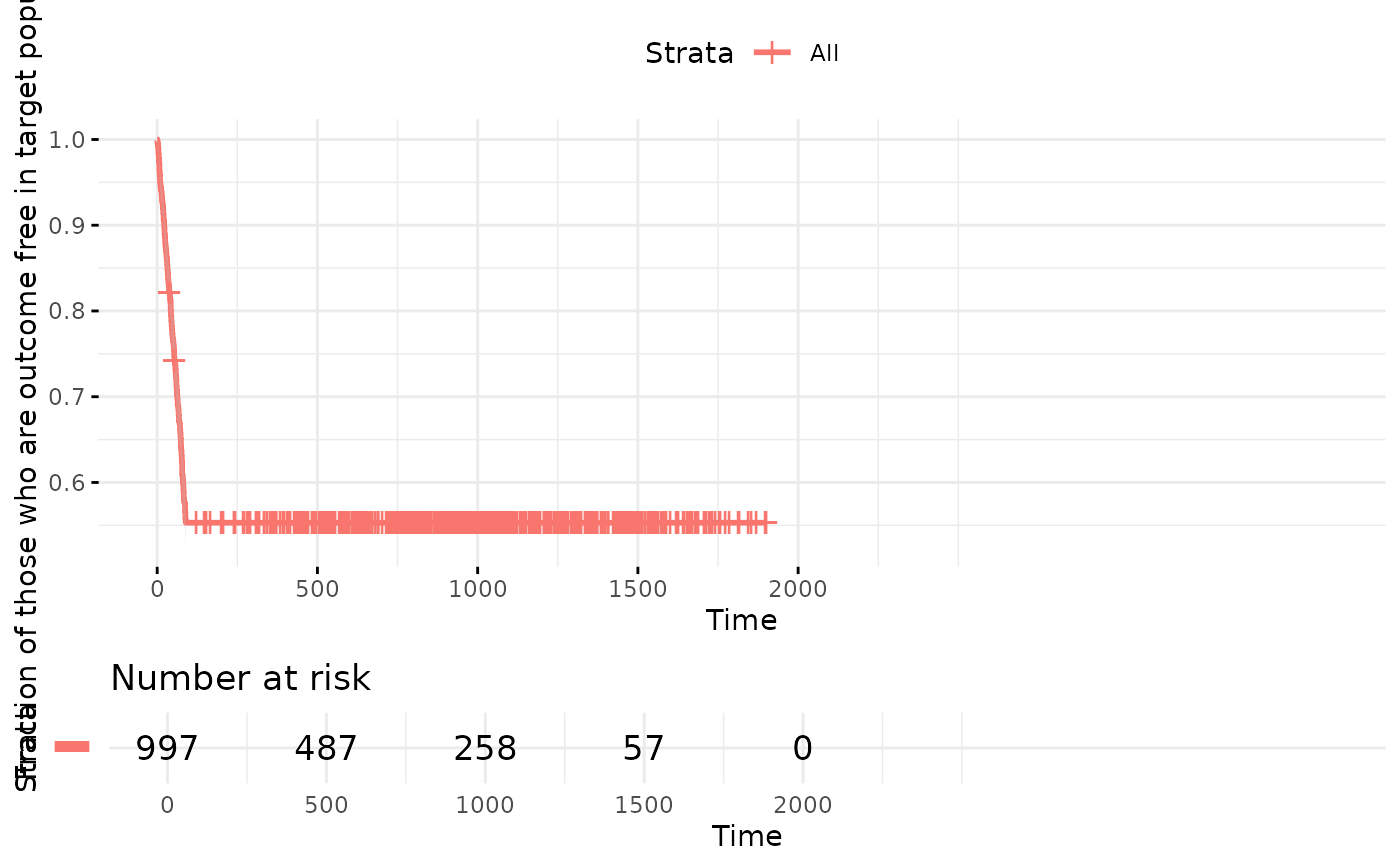 Strata All
Fraction of those who are outcome free in target popu
1.0
0.9
0.8
0.7
0.6
0 500 1000 1500 2000
Time
Number at risk
Strata
997 487 258 57 0
0 500 1000 1500 2000
Time